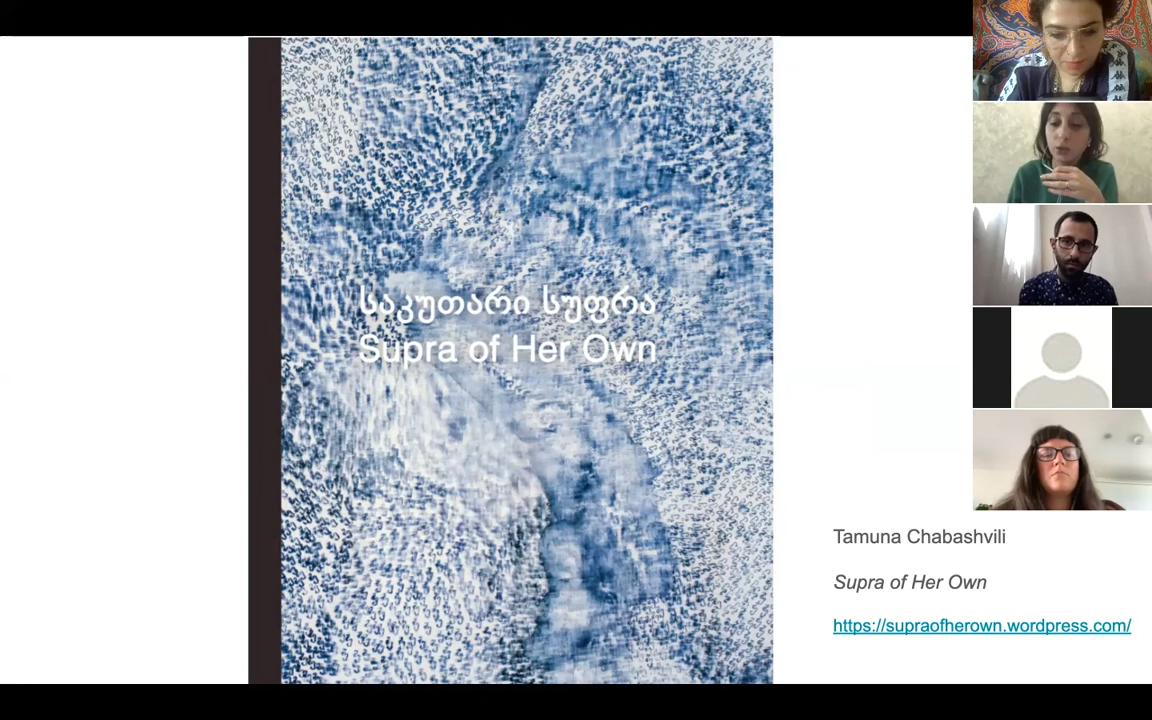 საკუთარი სუფრა
Supra of Her Own
Tamuna Chabashvili
Supra of Her Own
https://supraofherown.wordpress.com/